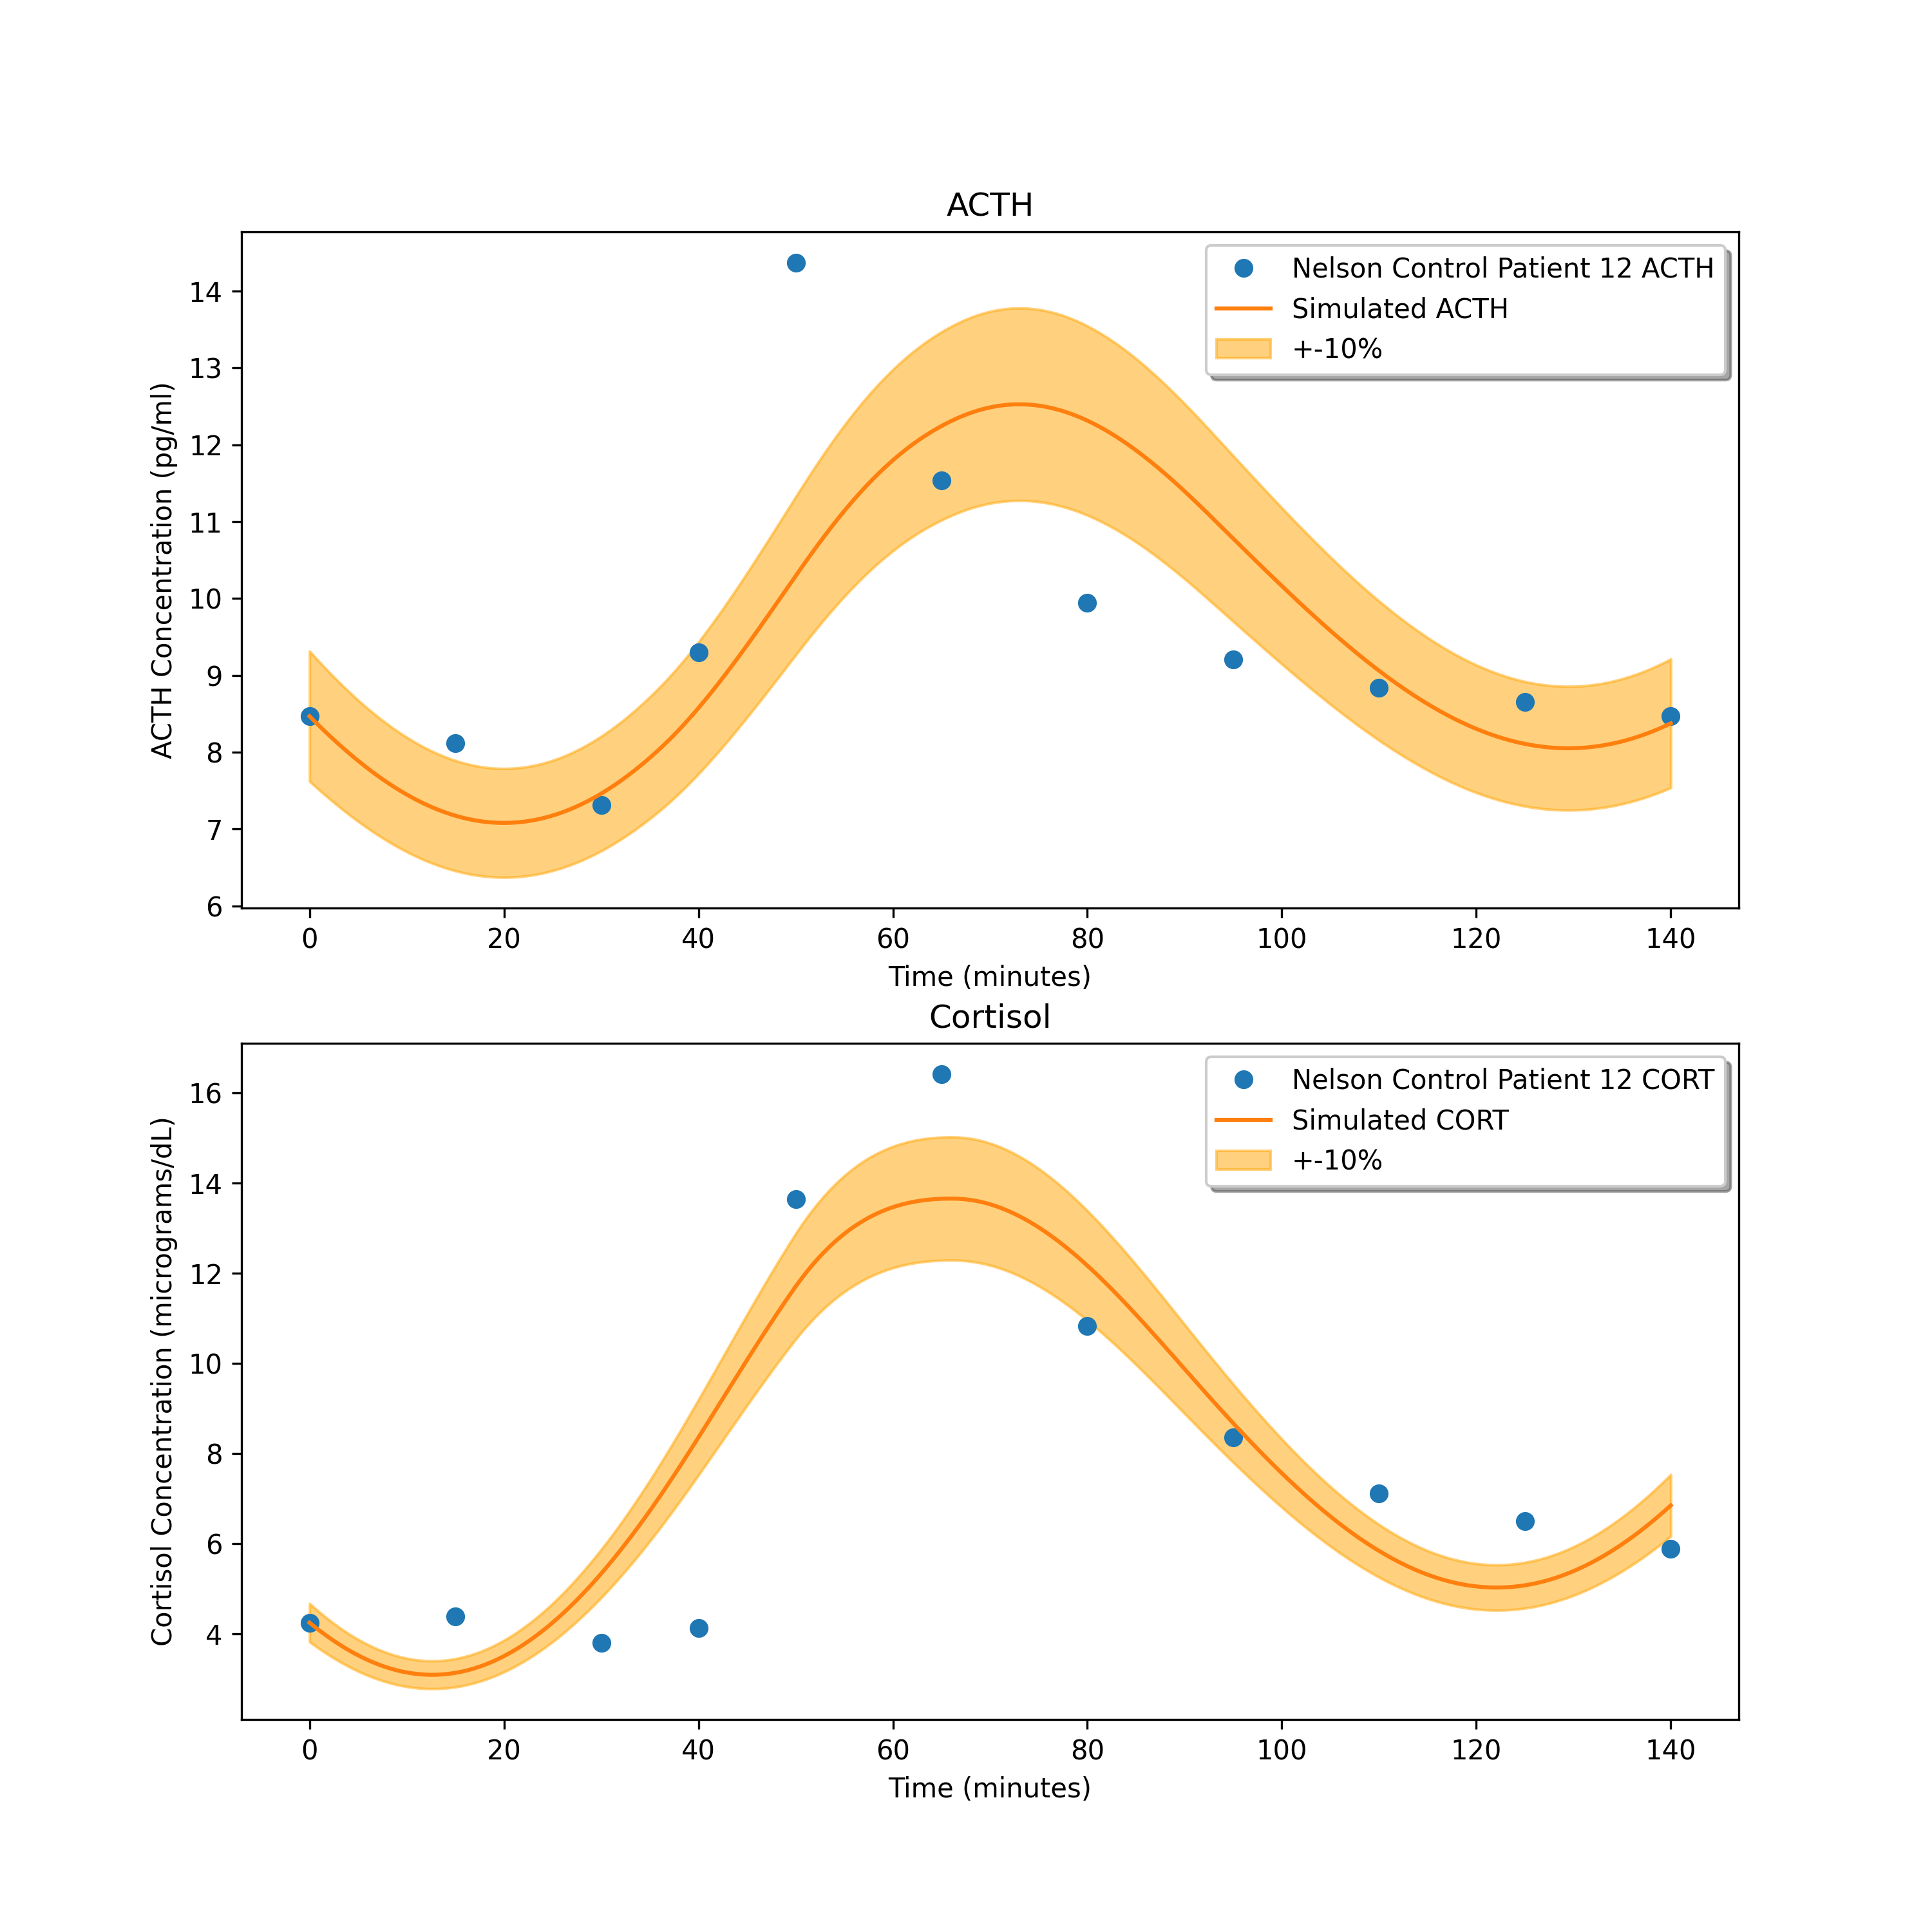 ACTH
Nelson Control Patient 12 ACTH
Simulated ACTH
+-10%
14
13
12
11
10
9
8
7
6
ACTH Concentration (pg/ml)
0 20 40 60 80 100 120 140
Time (minutes)
Cortisol
Nelson Control Patient 12 CORT
Simulated CORT
+-10%
16
14
12
10
8
6
4
Cortisol Concentration (micrograms/dL)
0 20 40 60 80 100 120 140
Time (minutes)